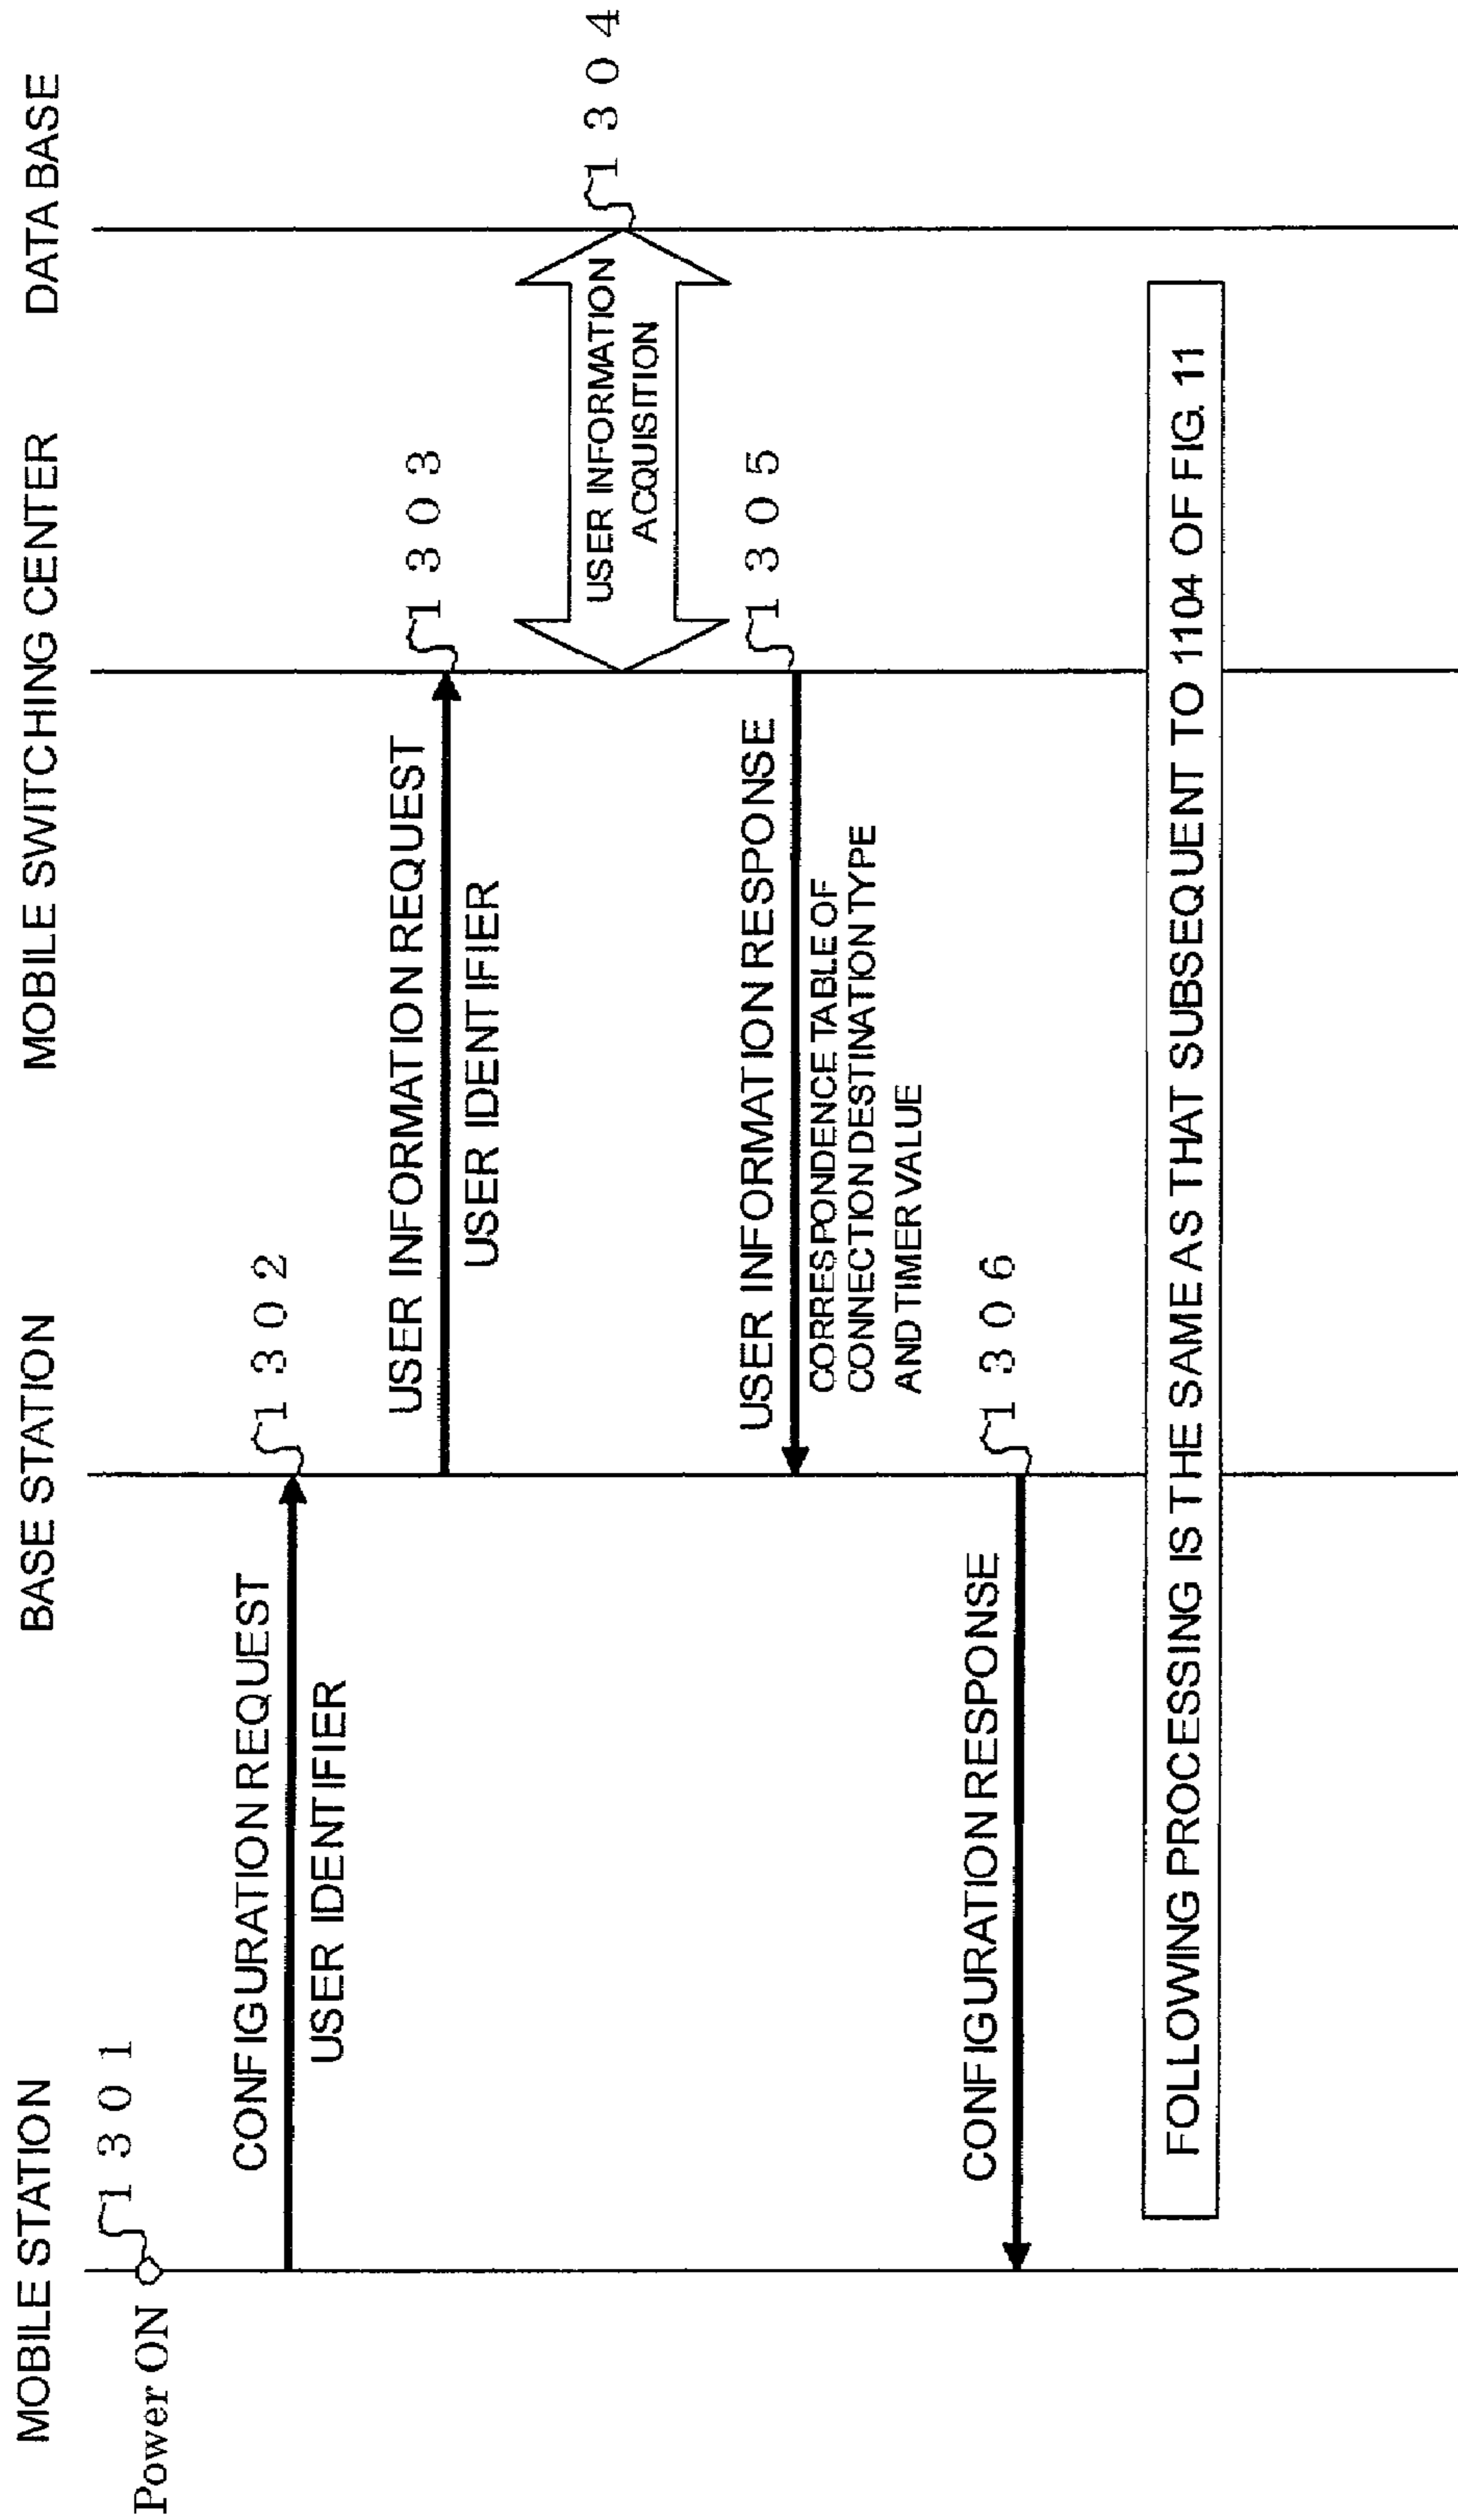 MOBILE STATION
BASE STATION
MOBILE SWITCHING CENTER
DATA BASE
Power ON
1301
CONFIGURATION REQUEST
1302
USER IDENTIFIER
USER INFORMATION REQUEST
1303
USER IDENTIFIER
USER INFORMATION
ACQUISITION
1304
USER INFORMATION RESPONSE
1305
CORRESPONDENCE TABLE OF
CONNECTION DESTINATION TYPE
AND TIMER VALUE
CONFIGURATION RESPONSE
1306
FOLLOWING PROCESSING IS THE SAME AS THAT SUBSEQUENT TO 1104 OF FIG. 11